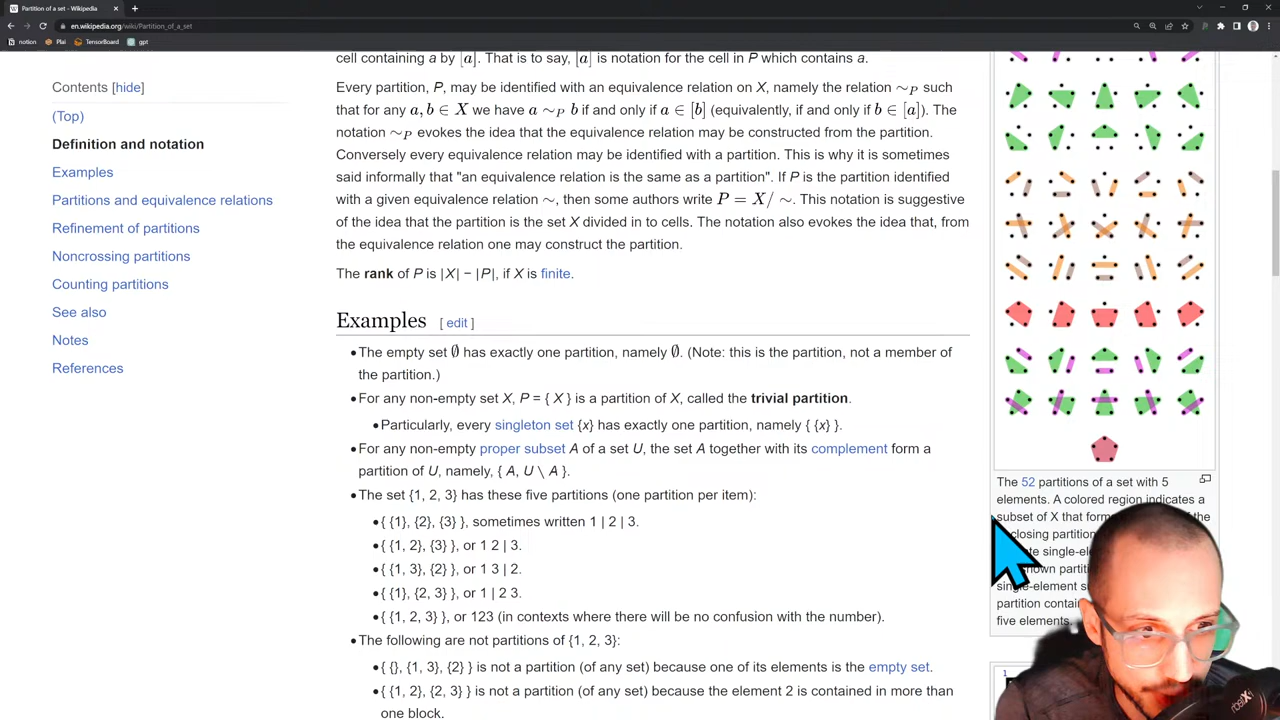 Partition of a set - Wikipedia
en.wikipedia.org/wiki/Partition_of_a_set
notion Plai TensorBoard gpt
Contents [hide]
(Top)
Definition and notation
Examples
Partitions and equivalence relations
Refinement of partitions
Noncrossing partitions
Counting partitions
See also
Notes
References
cell containing a by [a]. That is to say, [a] is notation for the cell in P which contains a.
Every partition, P, may be identified with an equivalence relation on X, namely the relation ∼P such
that for any a, b ∈ X we have a ∼P b if and only if a ∈ [b] (equivalently, if and only if b ∈ [a]). The
notation ∼P evokes the idea that the equivalence relation may be constructed from the partition.
Conversely every equivalence relation may be identified with a partition. This is why it is sometimes
said informally that "an equivalence relation is the same as a partition". If P is the partition identified
with a given equivalence relation ∼, then some authors write P = X/ ∼. This notation is suggestive
of the idea that the partition is the set X divided in to cells. The notation also evokes the idea that, from
the equivalence relation one may construct the partition.
The rank of P is |X| − |P|, if X is finite.
Examples [ edit ]
•The empty set ∅ has exactly one partition, namely ∅. (Note: this is the partition, not a member of
the partition.)
•For any non-empty set X, P = { X } is a partition of X, called the trivial partition.
•Particularly, every singleton set {x} has exactly one partition, namely { {x} }.
•For any non-empty proper subset A of a set U, the set A together with its complement form a
partition of U, namely, { A, U \ A }.
•The set {1, 2, 3} has these five partitions (one partition per item):
•{ {1}, {2}, {3} }, sometimes written 1 | 2 | 3.
•{ {1, 2}, {3} }, or 1 2 | 3.
•{ {1, 3}, {2} }, or 1 3 | 2.
•{ {1}, {2, 3} }, or 1 | 2 3.
•{ {1, 2, 3} }, or 123 (in contexts where there will be no confusion with the number).
•The following are not partitions of {1, 2, 3}:
•{ {}, {1, 3}, {2} } is not a partition (of any set) because one of its elements is the empty set.
•{ {1, 2}, {2, 3} } is not a partition (of any set) because the element 2 is contained in more than
one block.
The 52 partitions of a set with 5
elements. A colored region indicates a
subset of X that the
closing partition
single-
partition
five elements.
1